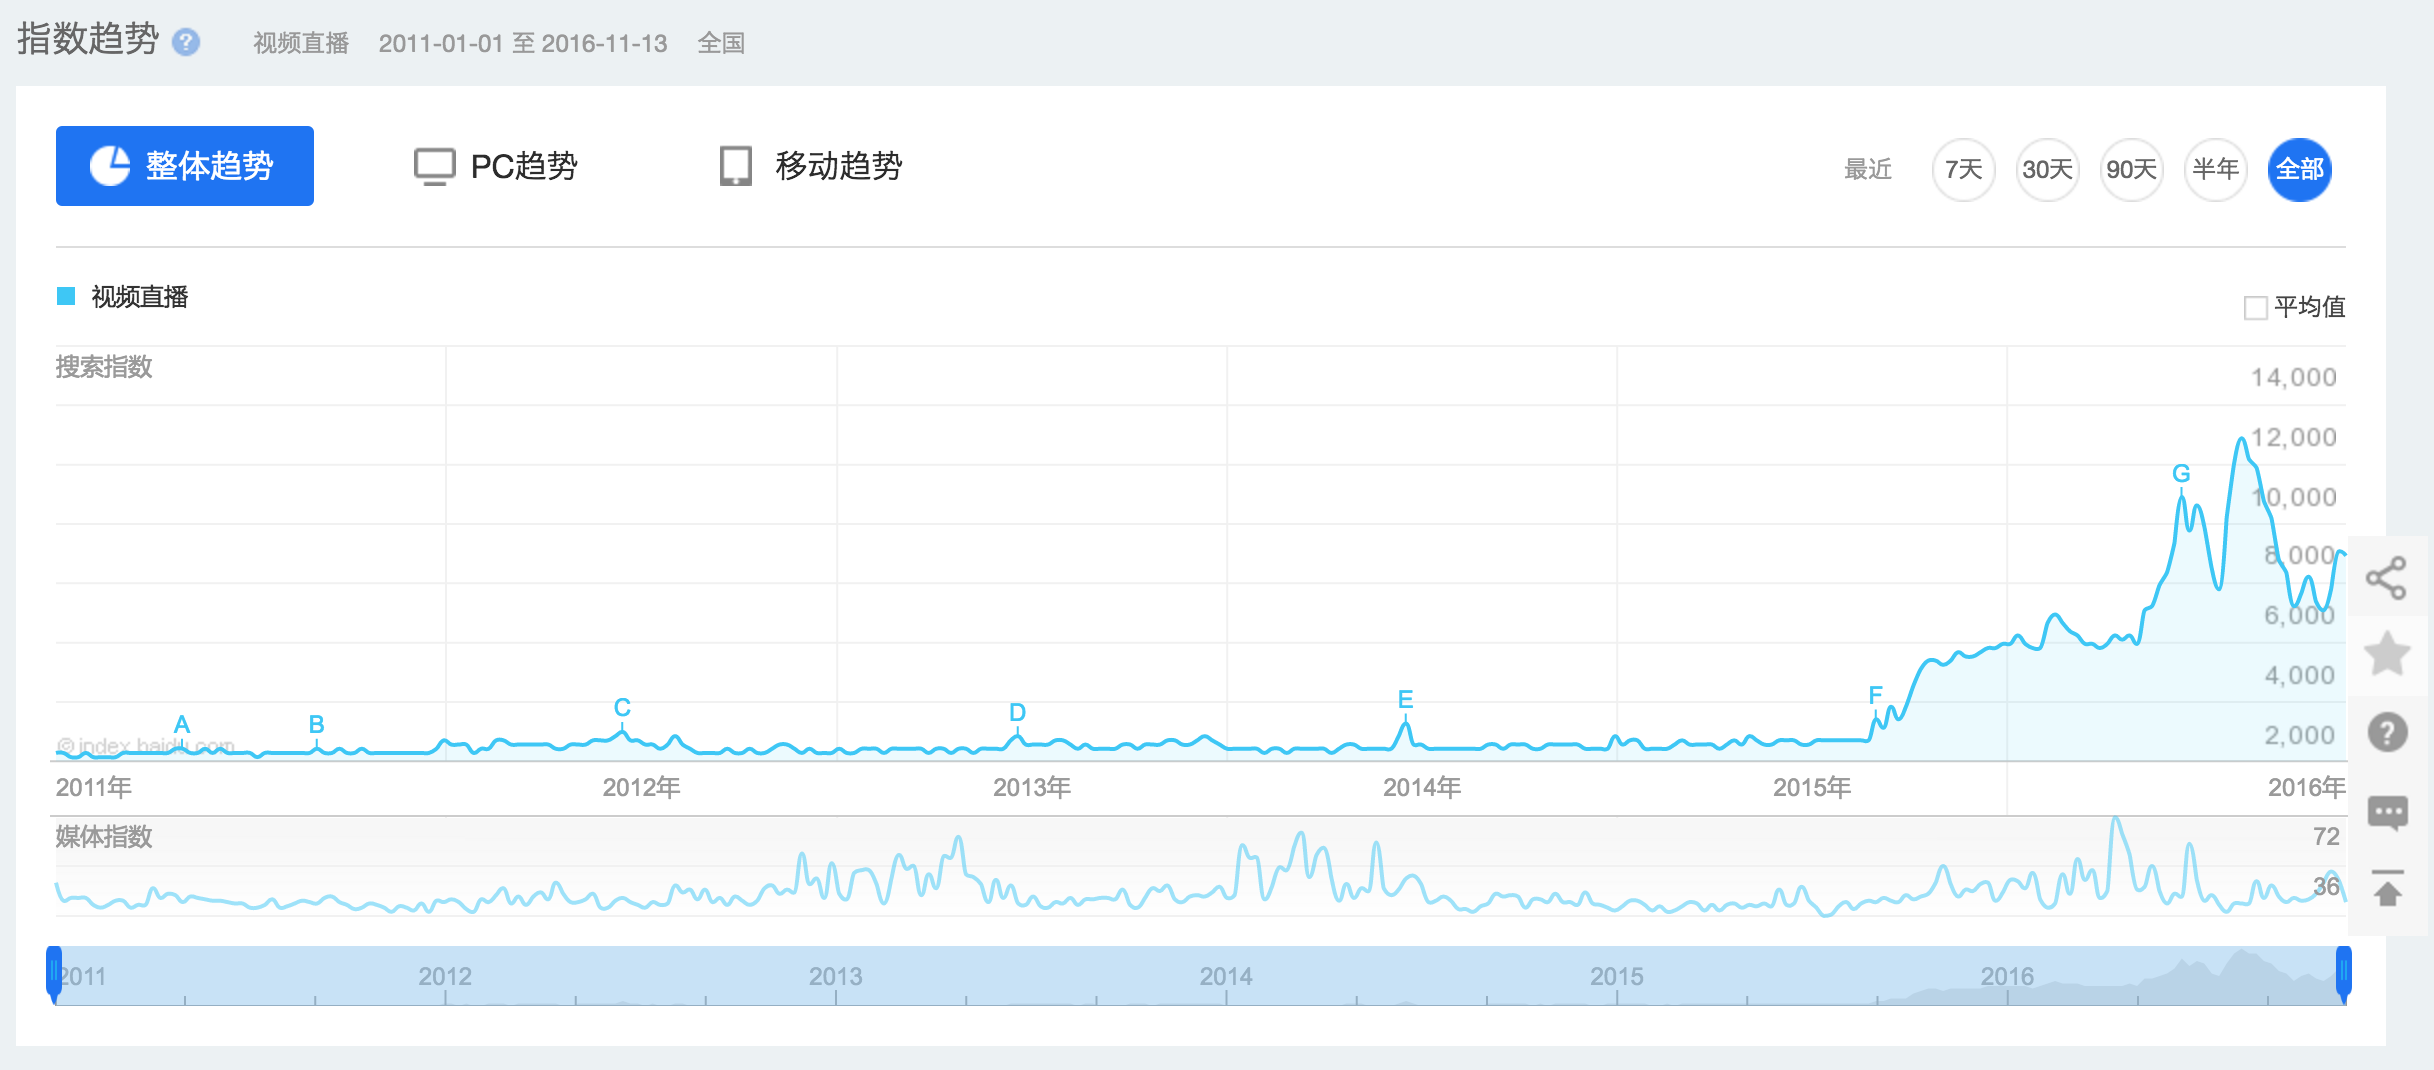 指数趋势 ? 视频直播 2011-01-01 至 2016-11-13 全国
整体趋势 PC趋势 移动趋势 最近 7天 30天 90天 半年 全部
视频直播
平均值
搜索指数
14,000
12,000
G
10,000
8,000
6,000
4,000
F
E
C
D
A
B
2,000
©index.baidu.com
2011年 2012年 2013年 2014年 2015年 2016年
媒体指数
72
36
2011 2012 2013 2014 2015 2016
?